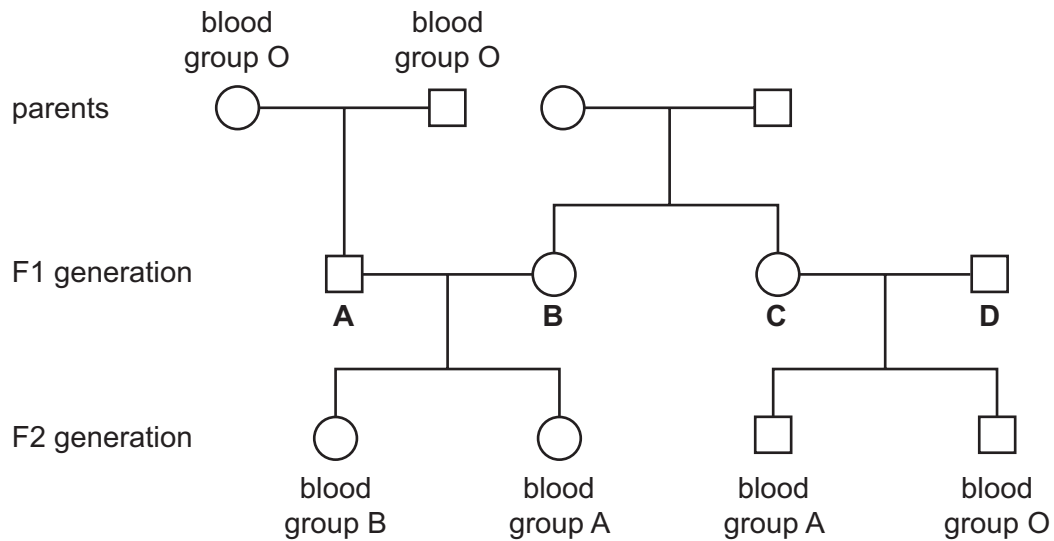 blood
group O
blood
group O
parents
F1 generation
A
B
C
D
F2 generation
blood
group B
blood
group A
blood
group A
blood
group O